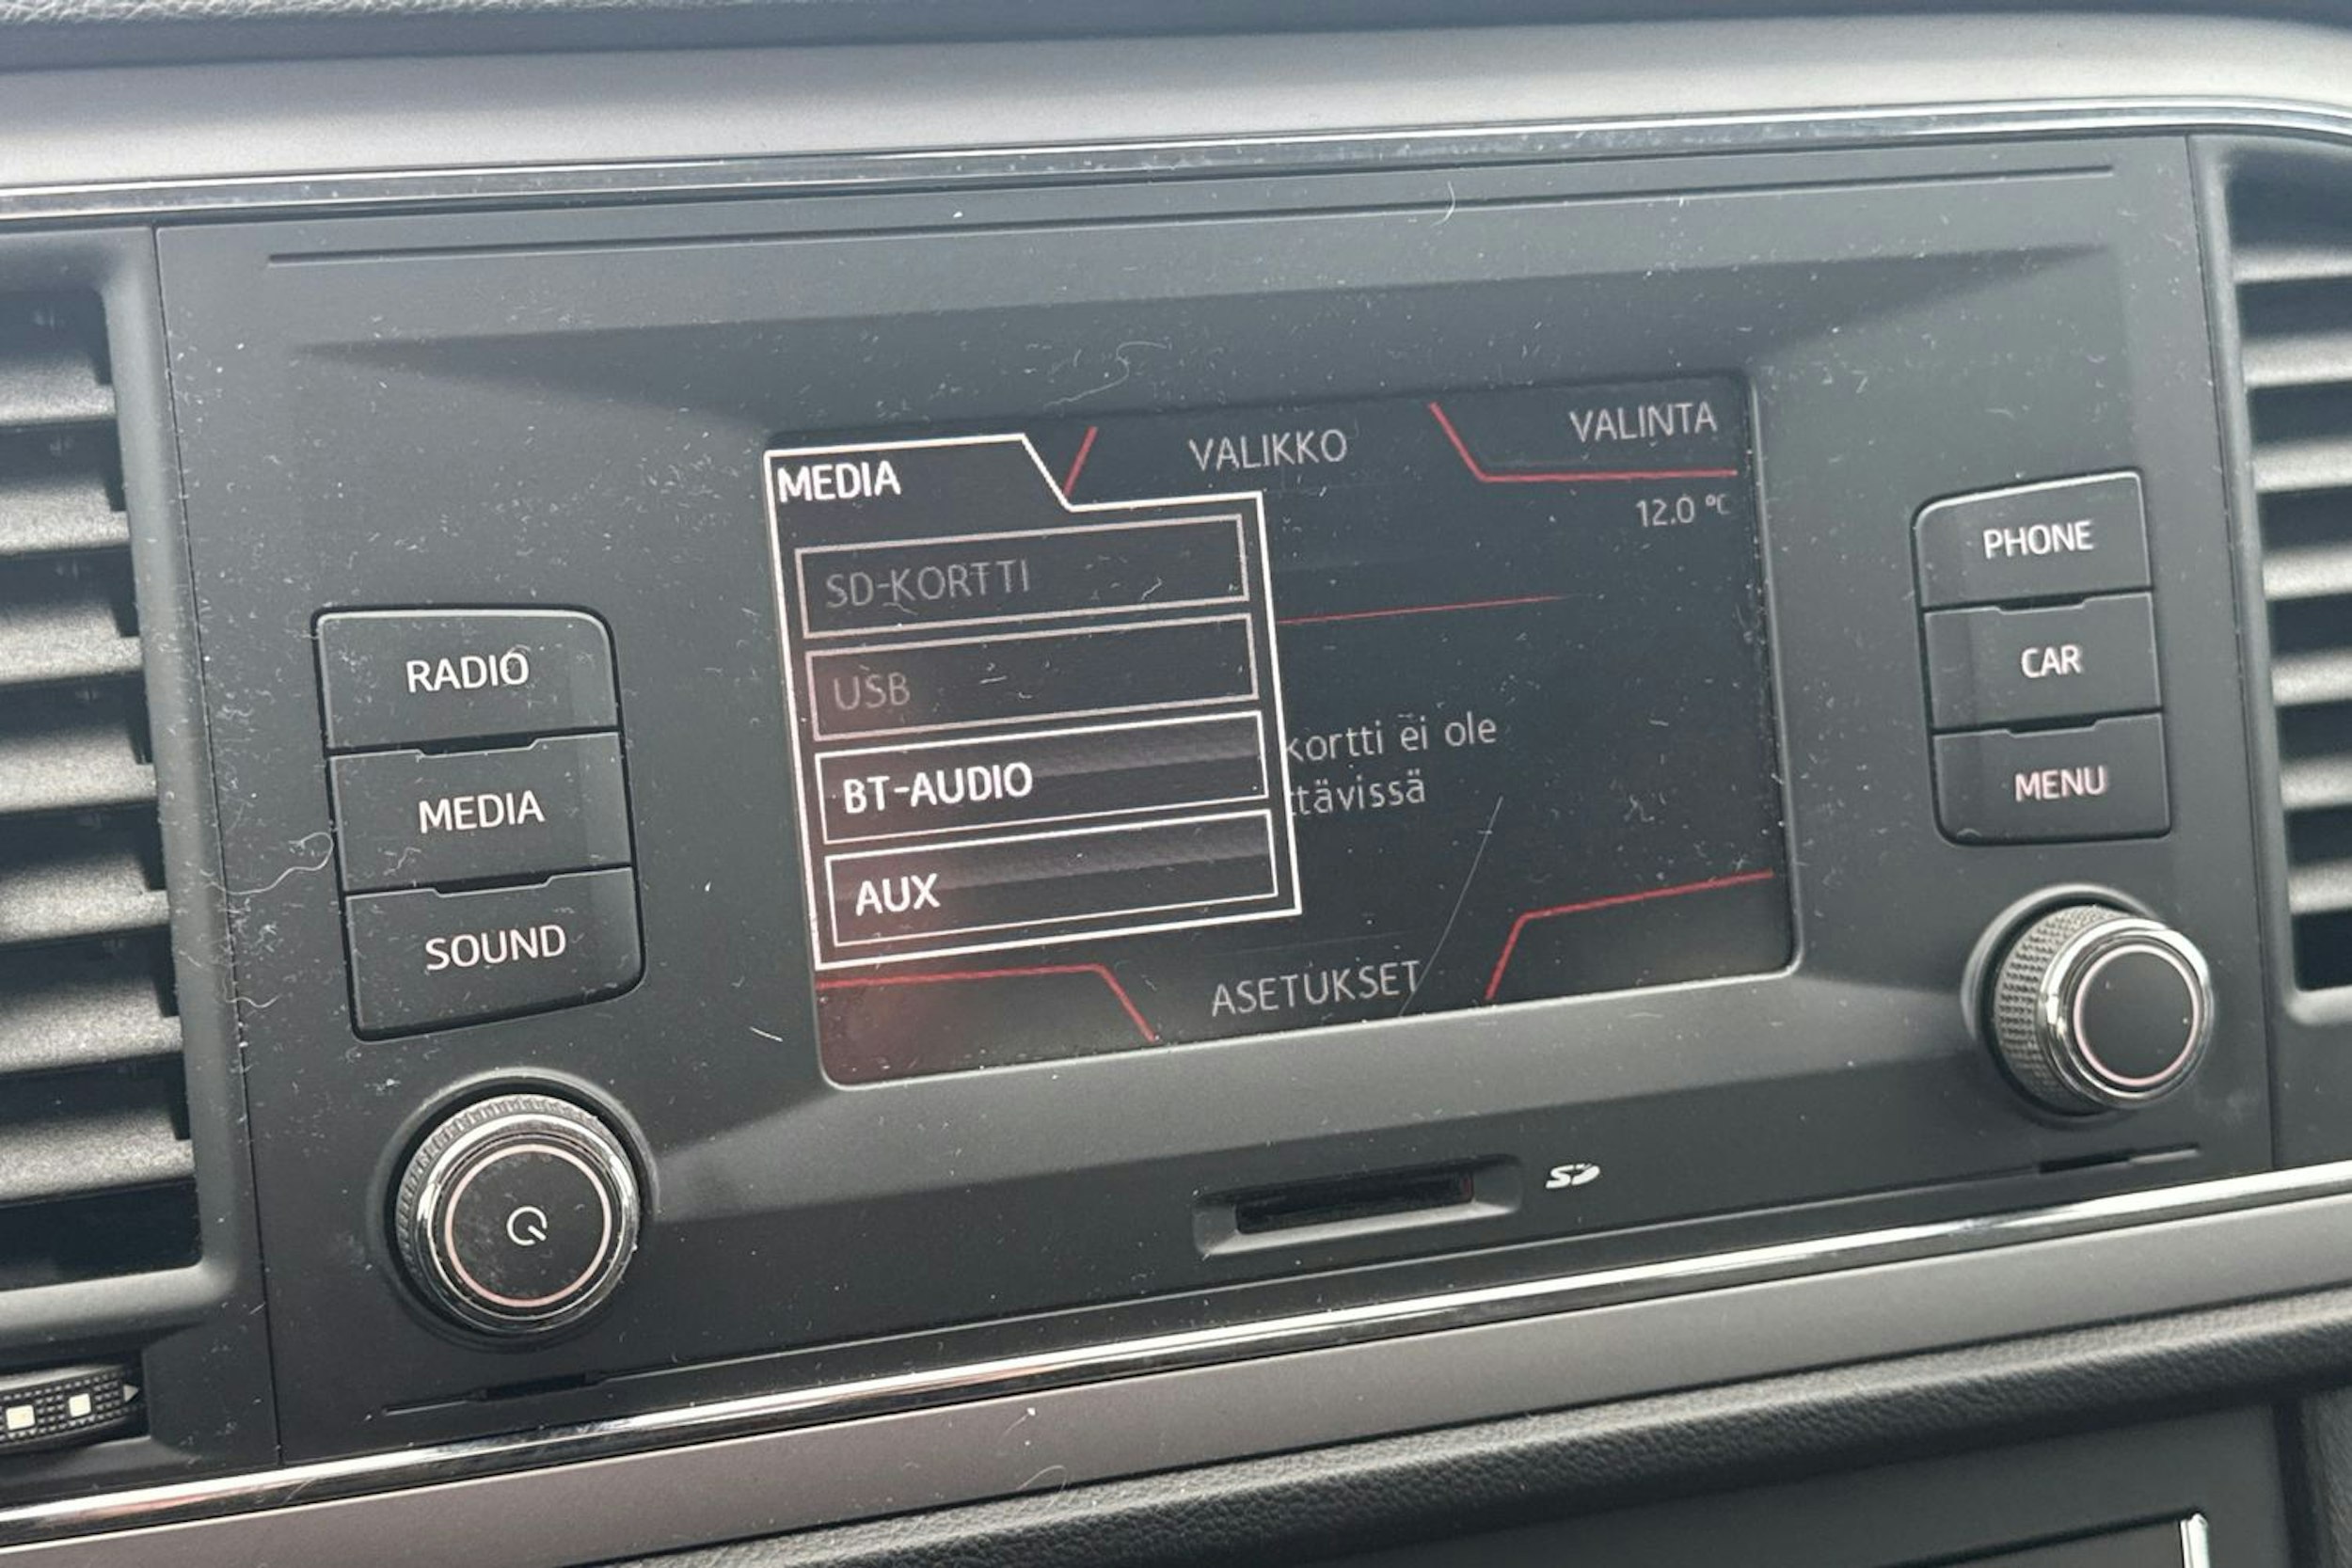 MEDIA
VALIKKO
VALINTA
12.0 °C
SD-KORTTI
USB
BT-AUDIO
AUX
kortti ei ole
ttävissä
ASETUKSET
RADIO
MEDIA
SOUND
PHONE
CAR
MENU
SD